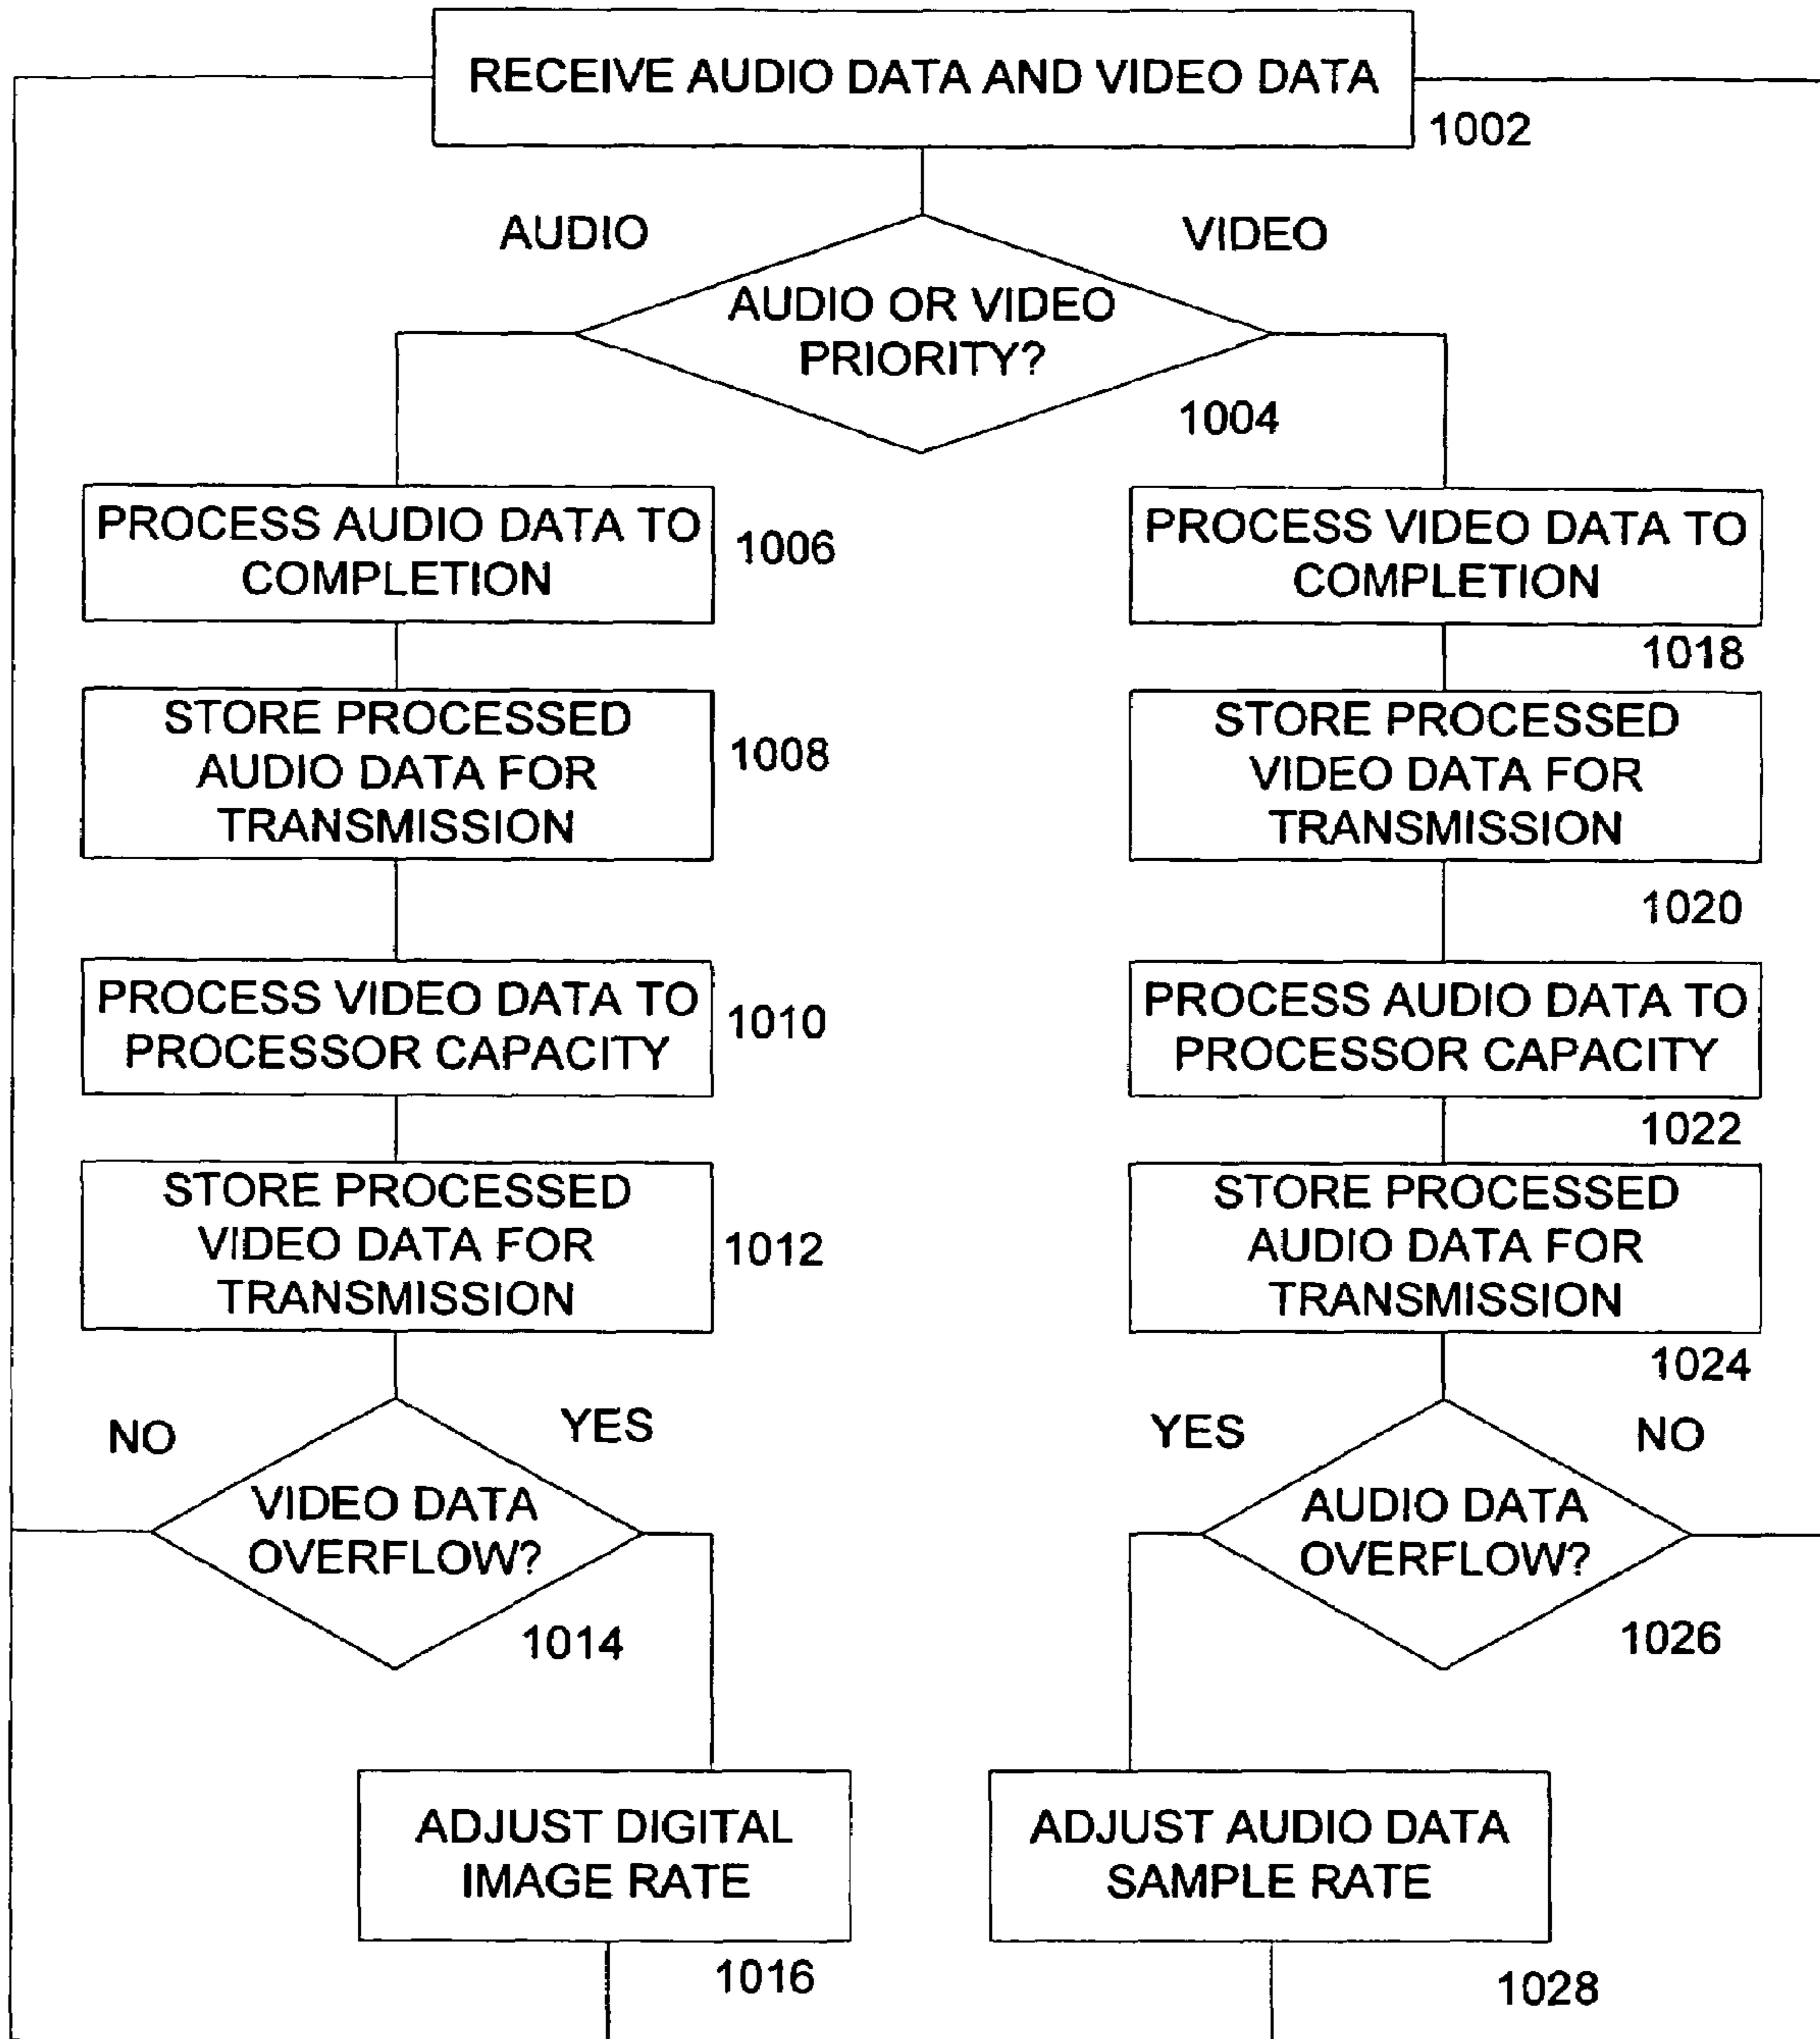 RECEIVE AUDIO DATA AND VIDEO DATA
1002
AUDIO
VIDEO
AUDIO OR VIDEO
PRIORITY?
1004
PROCESS AUDIO DATA TO
COMPLETION
1006
STORE PROCESSED
AUDIO DATA FOR
TRANSMISSION
1008
PROCESS VIDEO DATA TO
PROCESSOR CAPACITY
1010
STORE PROCESSED
VIDEO DATA FOR
TRANSMISSION
1012
NO
YES
VIDEO DATA
OVERFLOW?
1014
ADJUST DIGITAL
IMAGE RATE
1016
PROCESS VIDEO DATA TO
COMPLETION
1018
STORE PROCESSED
VIDEO DATA FOR
TRANSMISSION
1020
PROCESS AUDIO DATA TO
PROCESSOR CAPACITY
1022
STORE PROCESSED
AUDIO DATA FOR
TRANSMISSION
1024
YES
NO
AUDIO DATA
OVERFLOW?
1026
ADJUST AUDIO DATA
SAMPLE RATE
1028